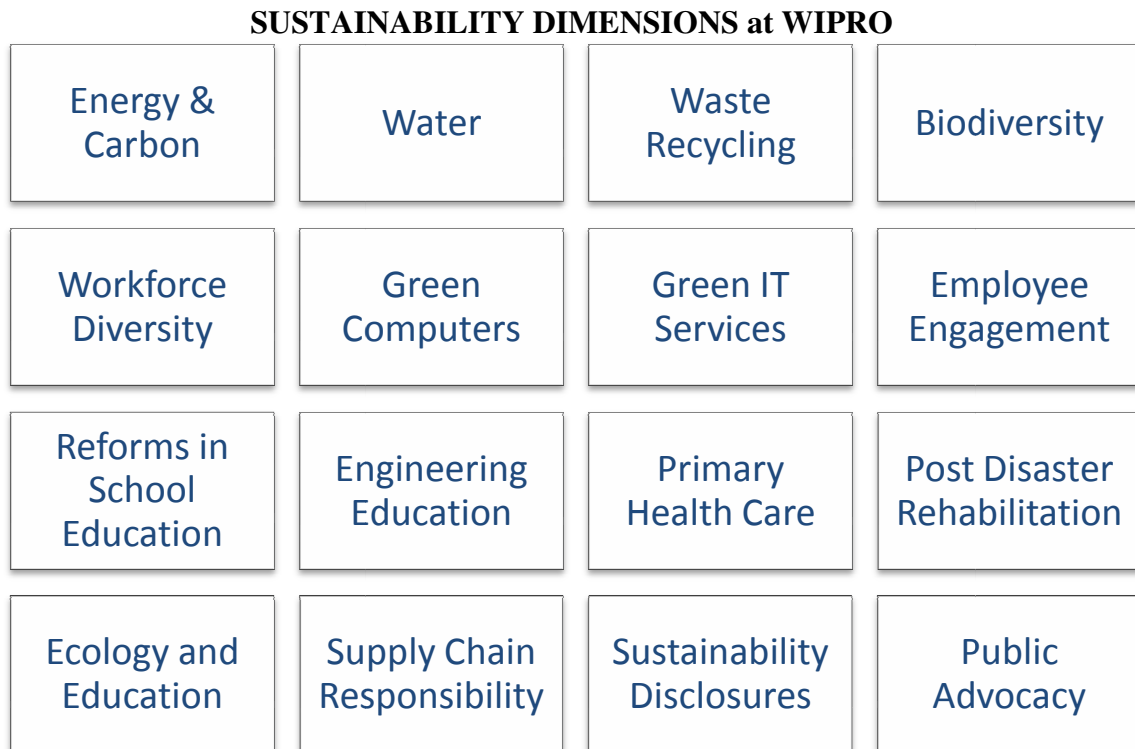 SUSTAINABILITY DIMENSIONS at WIPRO
Energy &
Carbon
Water
Waste
Recycling
Biodiversity
Workforce
Diversity
Green
Computers
Green IT
Services
Employee
Engagement
Reforms in
School
Education
Engineering
Education
Primary
Health Care
Post Disaster
Rehabilitation
Ecology and
Education
Supply Chain
Responsibility
Sustainability
Disclosures
Public
Advocacy